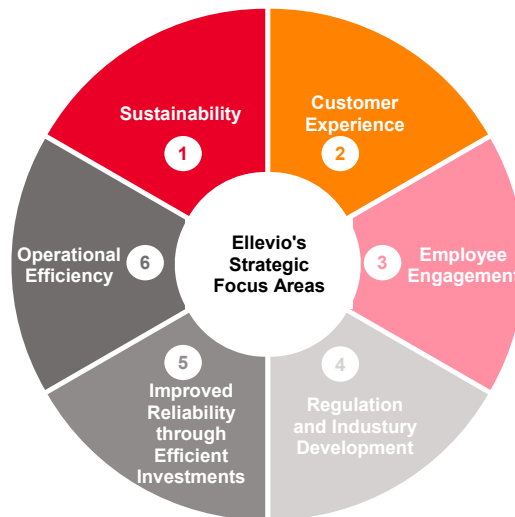 Sustainability
1
Customer
Experience
2
3
Employee
Engagement
4
Regulation
and Industury
Development
5
Improved
Reliability
through
Efficient
Investments
Operational
Efficiency
6
Ellevio's
Strategic
Focus Areas